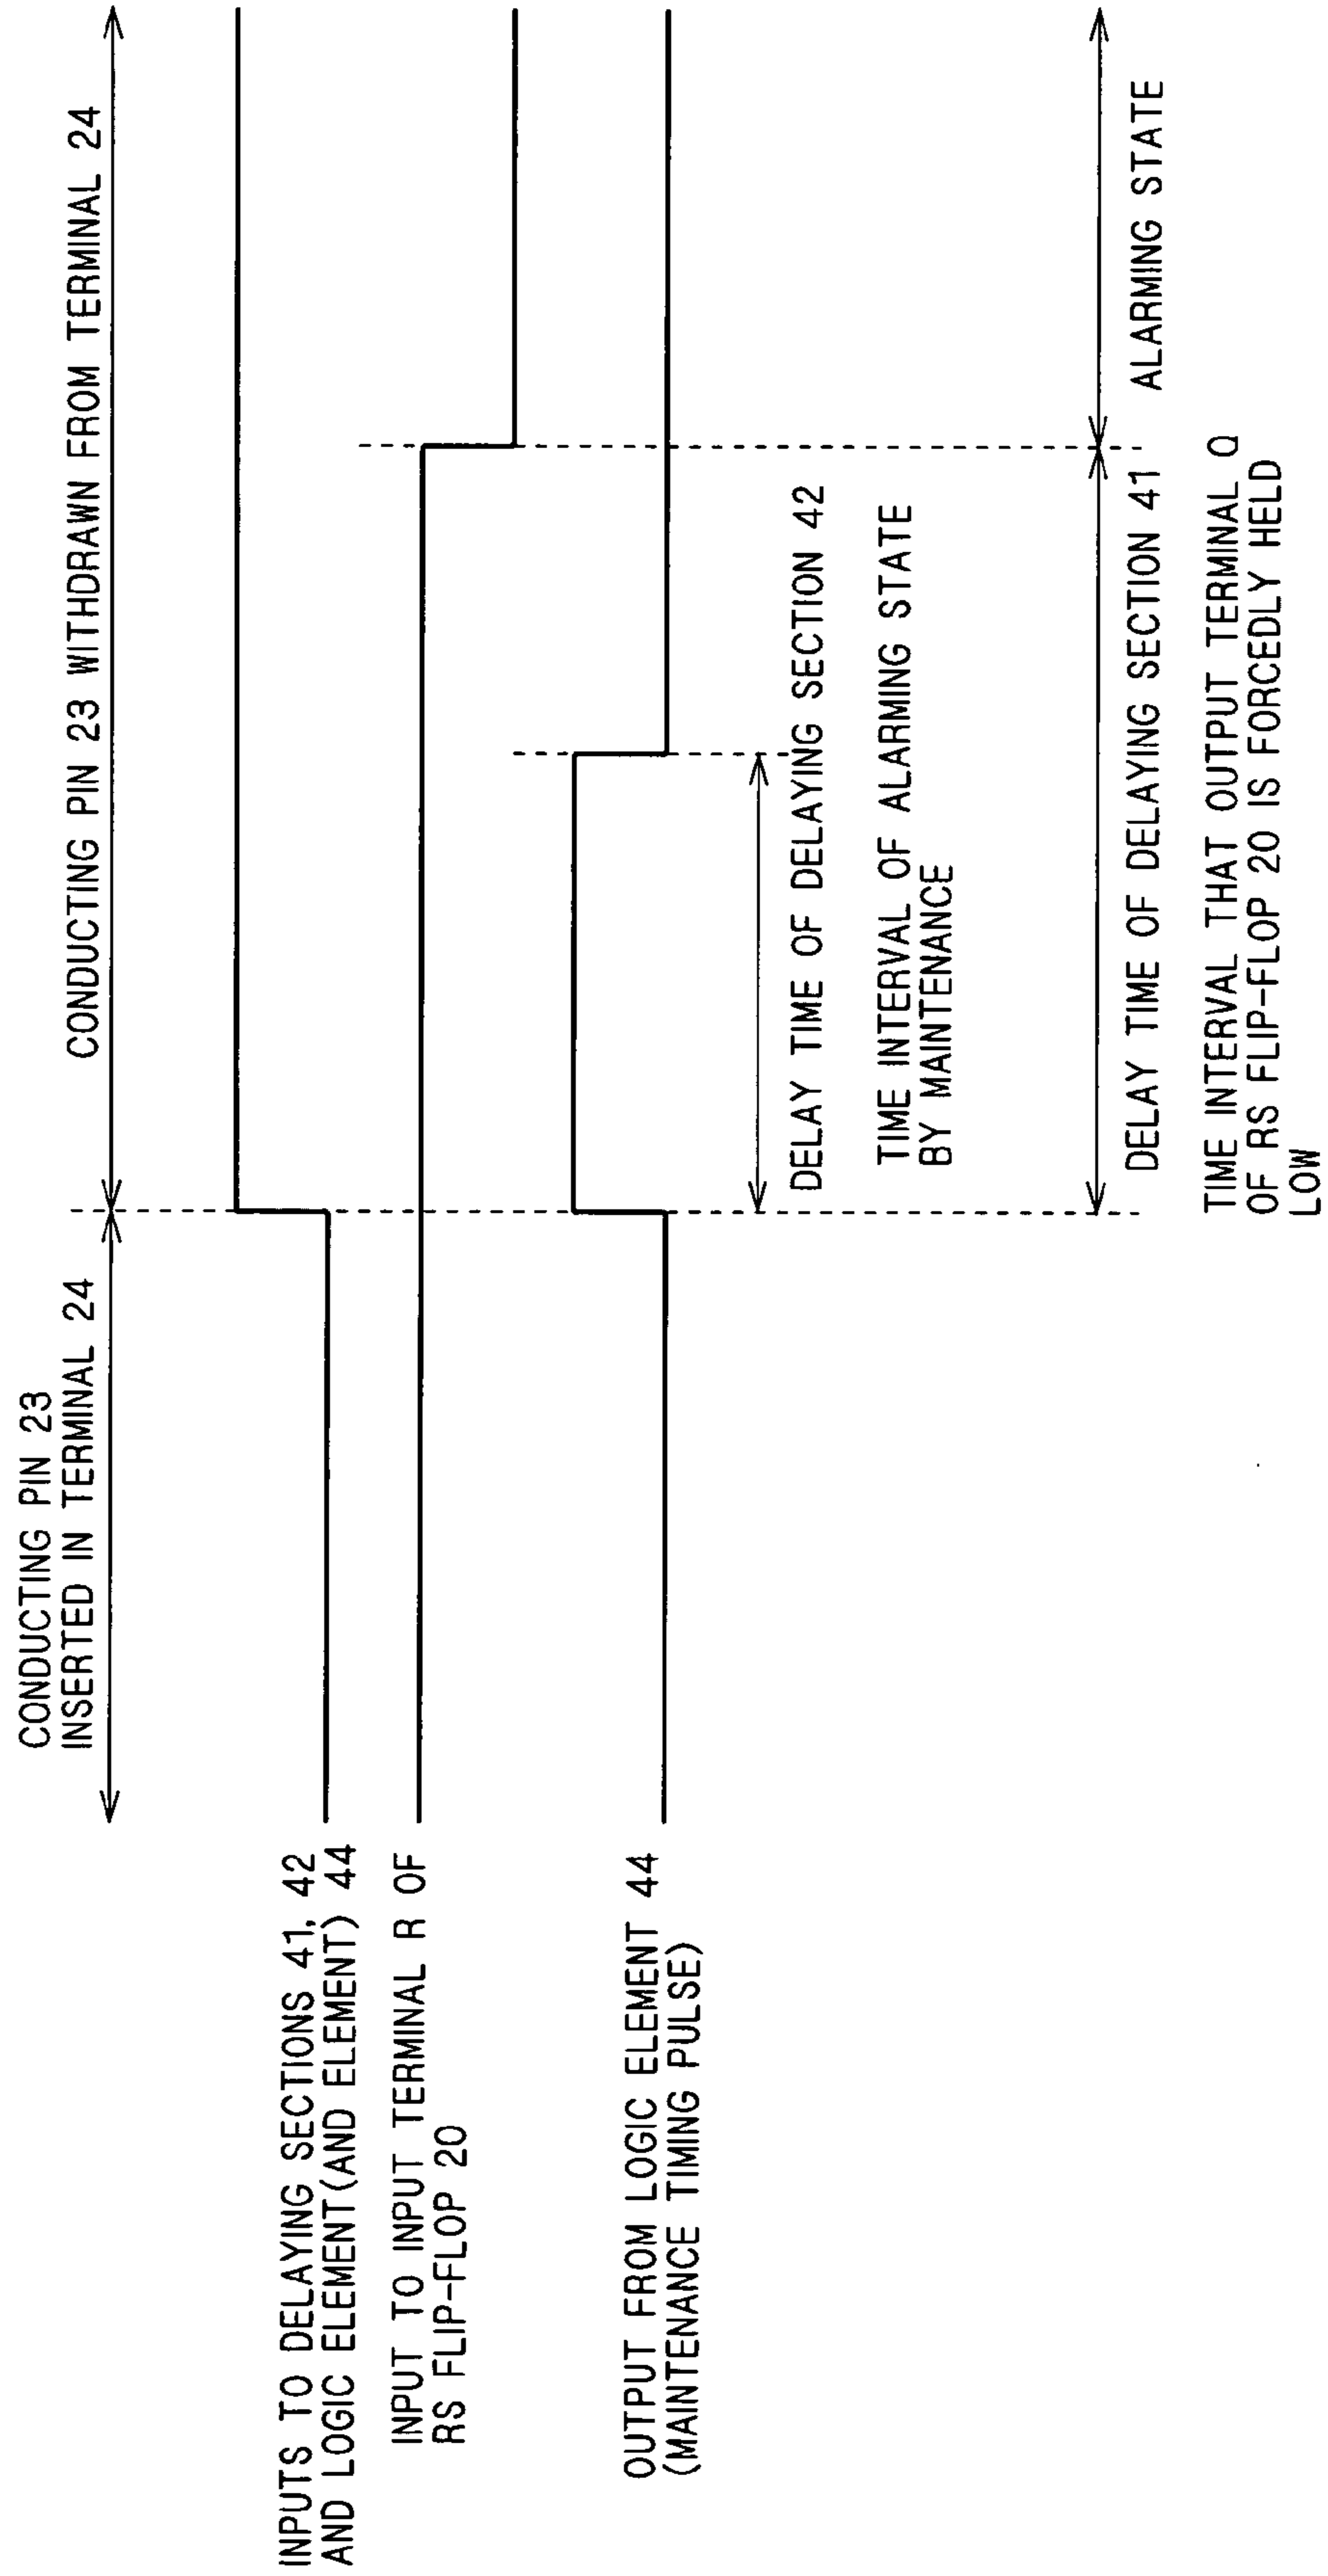 CONDUCTING PIN 23
INSERTED IN TERMINAL 24
CONDUCTING PIN 23 WITHDRAWN FROM TERMINAL 24
INPUTS TO DELAYING SECTIONS 41, 42
AND LOGIC ELEMENT(AND ELEMENT) 44
INPUT TO INPUT TERMINAL R OF
RS FLIP-FLOP 20
OUTPUT FROM LOGIC ELEMENT 44
(MAINTENANCE TIMING PULSE)
DELAY TIME OF DELAYING SECTION 42
TIME INTERVAL OF ALARMING STATE
BY MAINTENANCE
DELAY TIME OF DELAYING SECTION 41
ALARMING STATE
TIME INTERVAL THAT OUTPUT TERMINAL Q
OF RS FLIP-FLOP 20 IS FORCEDLY HELD
LOW